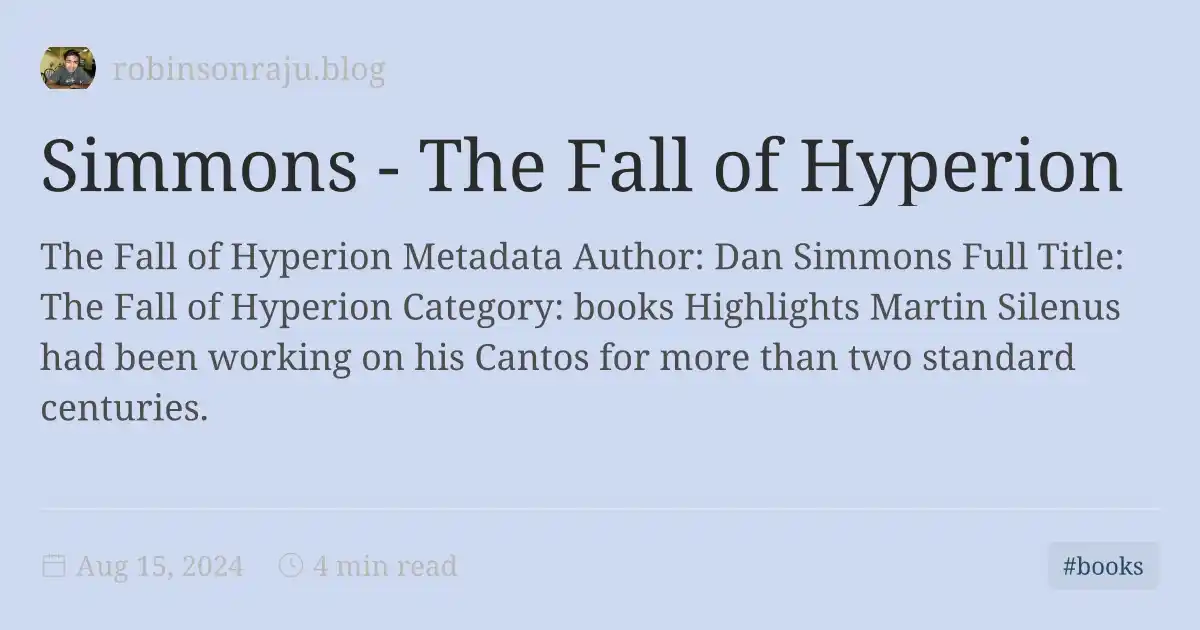 robinsonraju.blog
Simmons - The Fall of Hyperion
The Fall of Hyperion Metadata Author: Dan Simmons Full Title:
The Fall of Hyperion Category: books Highlights Martin Silenus
had been working on his Cantos for more than two standard
centuries.
Aug 15, 2024 4 min read #books